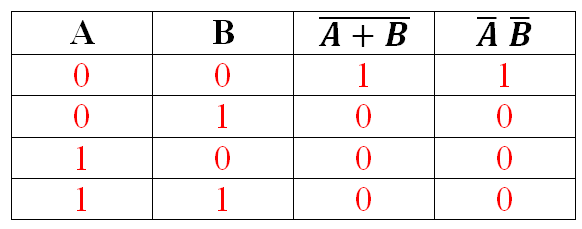 A B $\overline{A + B}$ $\overline{A}$ $\overline{B}$
0 0 1 1
0 1 0 0
1 0 0 0
1 1 0 0